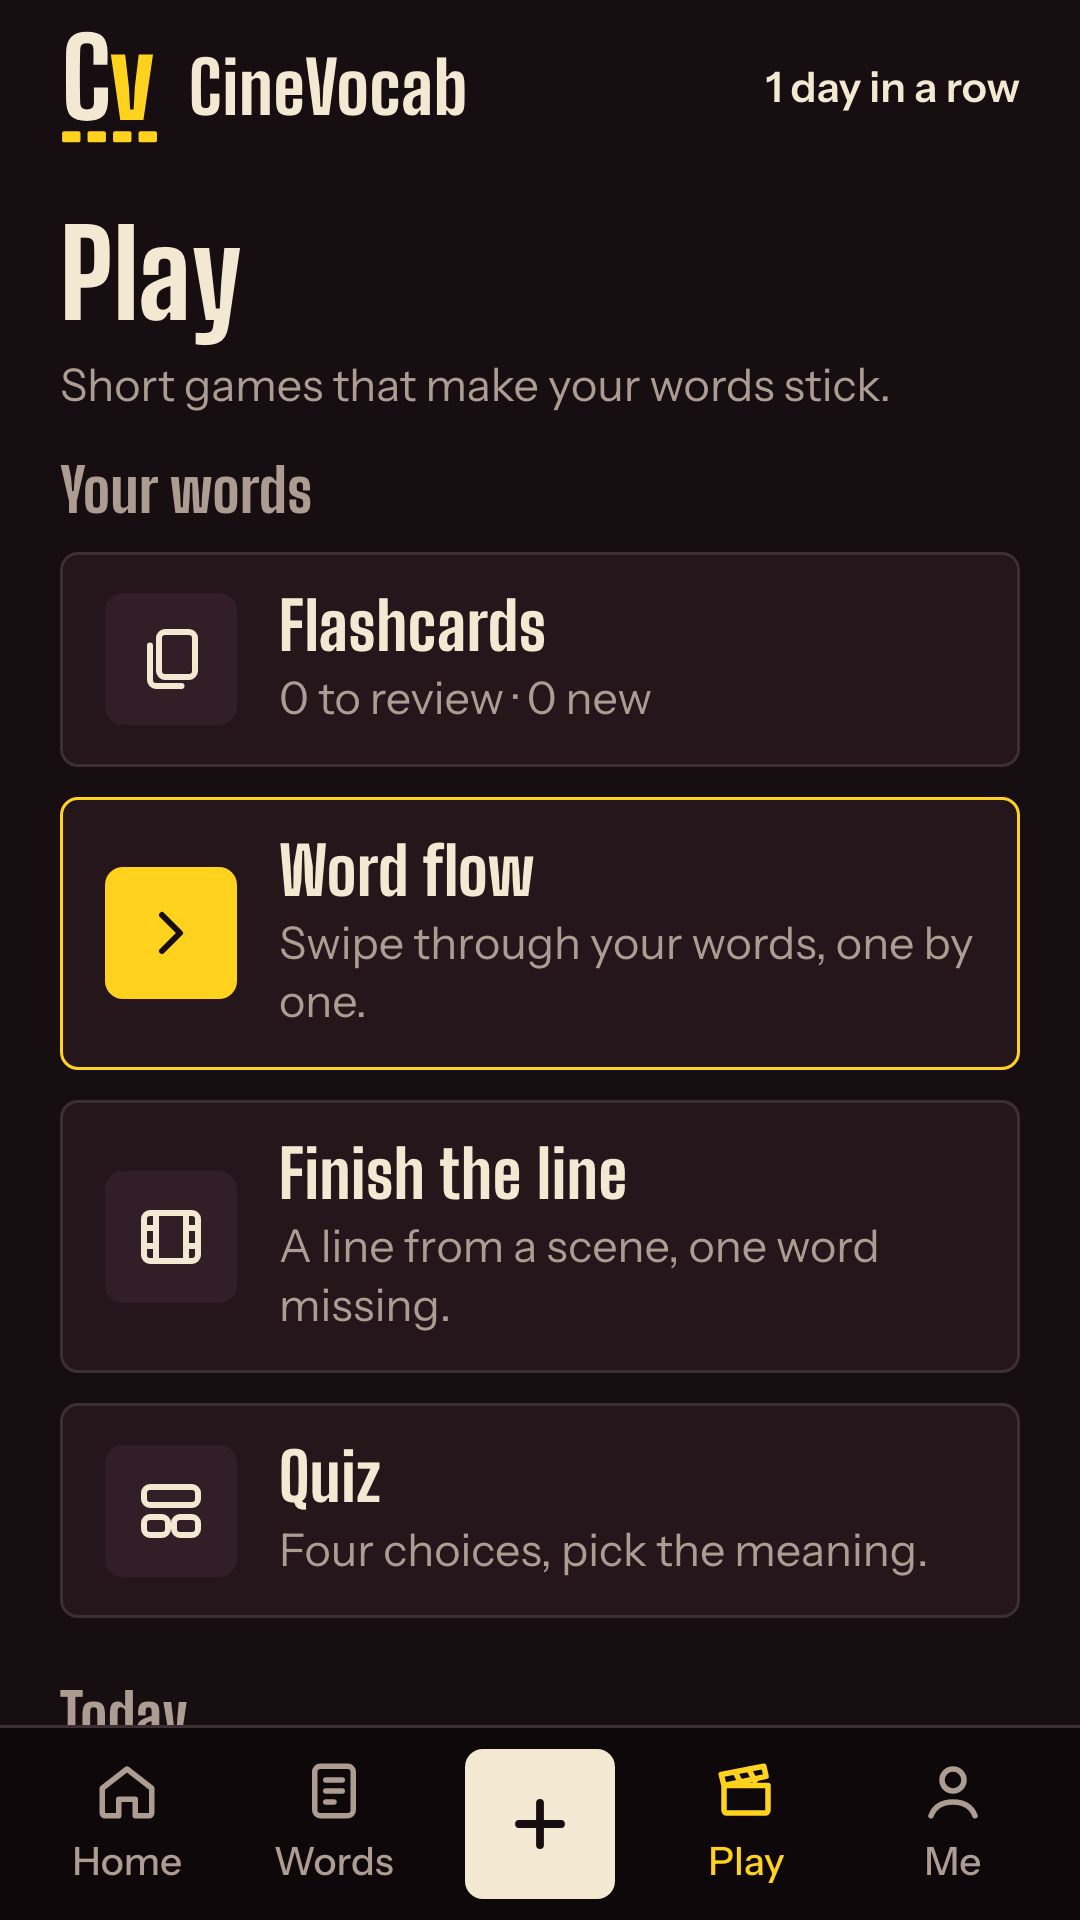 Cv CineVocab
1 day in a row
Play
Short games that make your words stick.
Your words
Flashcards
0 to review · 0 new
Word flow
Swipe through your words, one by
one.
Finish the line
A line from a scene, one word
missing.
Quiz
Four choices, pick the meaning.
Today
Home
Words
+
Play
Me